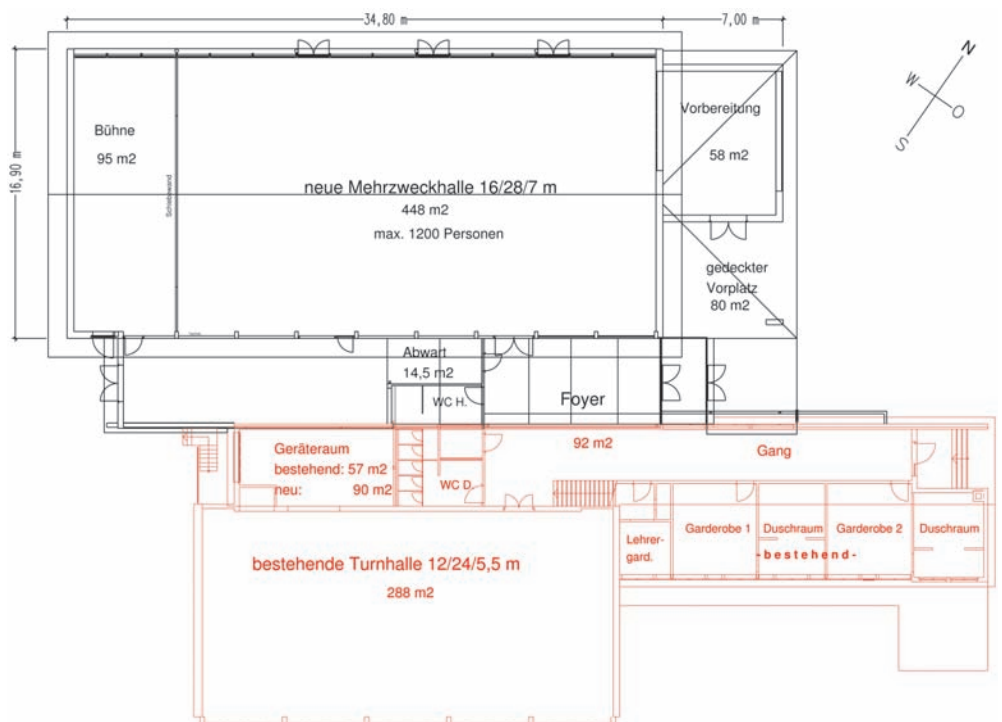 34,80 m
7,00 m
16,90 m
N
W
O
S
Bühne
95 m2
Schiebewand
neue Mehrzweckhalle 16/28/7 m
448 m2
max. 1200 Personen
Vorbereitung
58 m2
gedeckter
Vorplatz
80 m2
Abwart
14,5 m2
WC H.
Foyer
92 m2
Gang
Geräteraum
bestehend: 57 m2
neu: 90 m2
WC D.
Lehrer-
gard.
Garderobe 1
Duschraum
Garderobe 2
Duschraum
-bestehend-
bestehende Turnhalle 12/24/5,5 m
288 m2